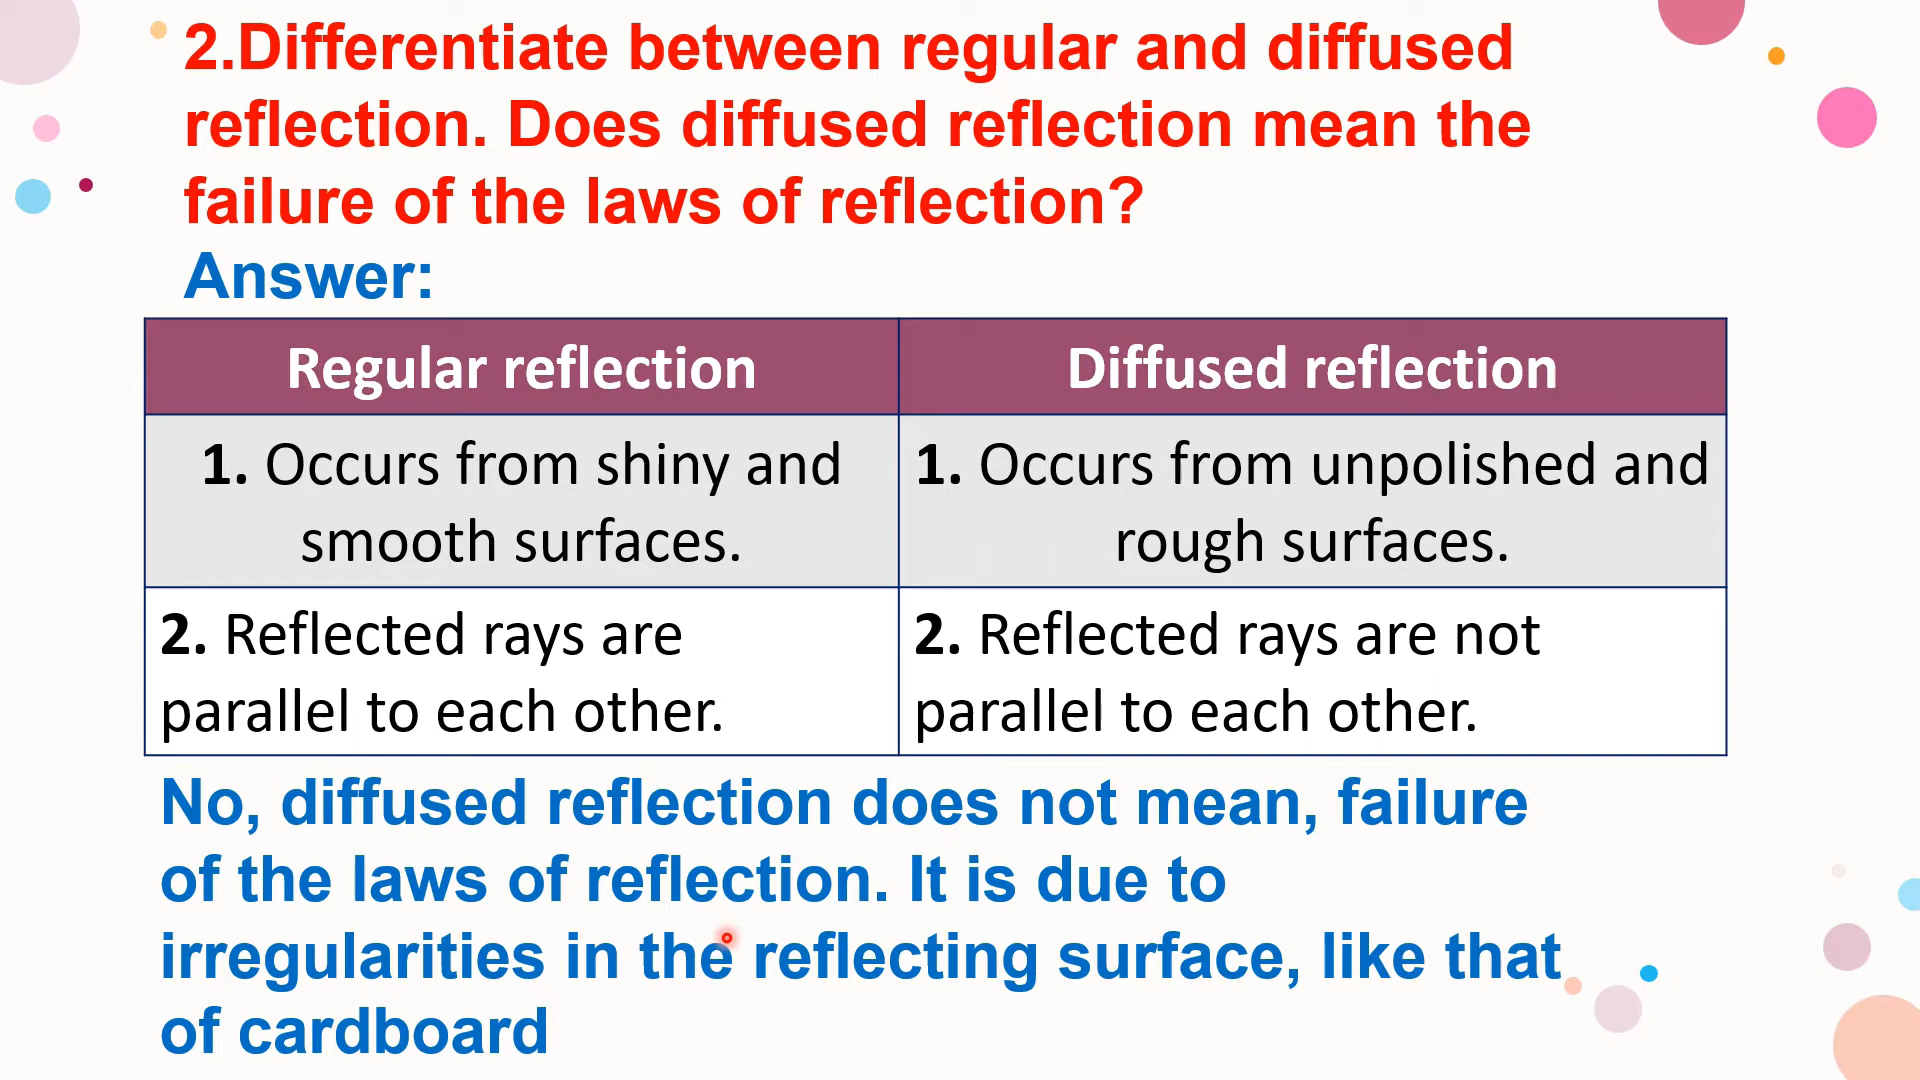 2.Differentiate between regular and diffused
reflection. Does diffused reflection mean the
failure of the laws of reflection?
Answer:
Regular reflection
Diffused reflection
1. Occurs from shiny and
smooth surfaces.
1. Occurs from unpolished and
rough surfaces.
2. Reflected rays are
parallel to each other.
2. Reflected rays are not
parallel to each other.
No, diffused reflection does not mean, failure
of the laws of reflection. It is due to
irregularities in the reflecting surface, like that
of cardboard